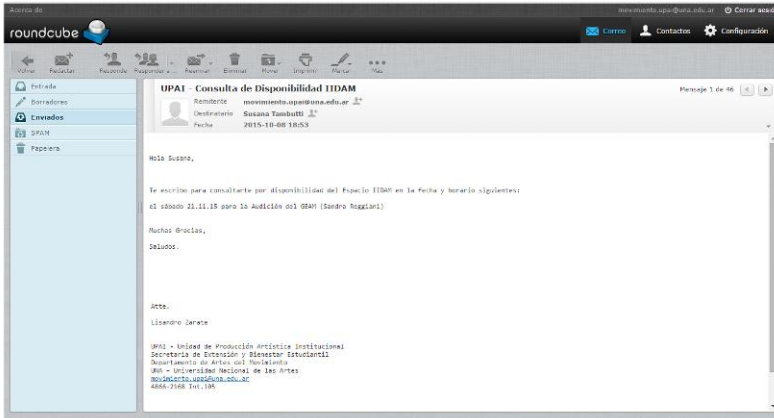 Acerca de
movimiento.upai@una.edu.ar Cerrar sesi
roundcube
Correo Contactos Configuración
Volver Redactar Responder Responder a ... Reenviar Eliminar Mover Imprimir Marcar Más
Entrada
Borradores
Enviados
SPAM
Papelera
UPAI - Consulta de Disponibilidad IIDAM
Mensaje 1 de 46
Remitente movimiento.upai@una.edu.ar
Destinatario Susana Tambutti
Fecha 2015-10-08 18:53
Hola Susana,
Te escribo para consultarte por disponibilidad del Espacio IIDAM en la fecha y horario siguientes:
el sábado 21.11.15 para la Audición del GEAM (Sandra Reggiani)
Muchas Gracias,
Saludos.
Atte.
Lisandro Zarate
UPAI - Unidad de Producción Artística Institucional
Secretaría de Extensión y Bienestar Estudiantil
Departamento de Artes del Movimiento
UNA - Universidad Nacional de las Artes
movimiento.upai@una.edu.ar
4866-2168 Int.105